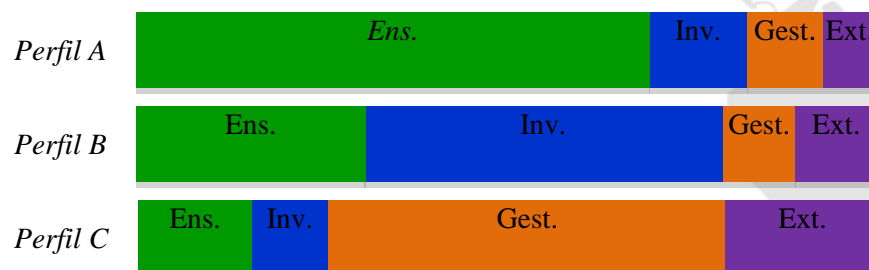 Perfil A Ens. Inv. Gest. Ext
Perfil B Ens. Inv. Gest. Ext.
Perfil C Ens. Inv. Gest. Ext.